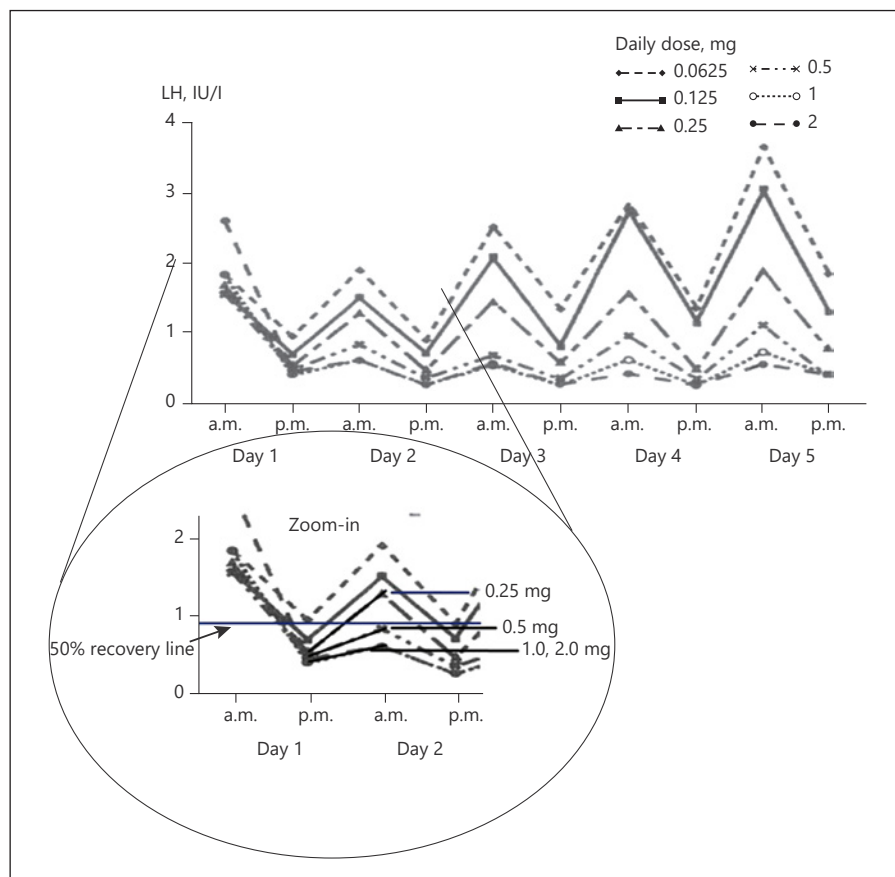 Daily dose, mg
0.0625
0.125
0.25
0.5
1
2
LH, IU/l
4
3
2
1
0
a.m. p.m. a.m. p.m. a.m. p.m. a.m. p.m. a.m. p.m.
Day 1 Day 2 Day 3 Day 4 Day 5
Zoom-in
2
1
0
0.25 mg
0.5 mg
1.0, 2.0 mg
50% recovery line
a.m. p.m. a.m. p.m.
Day 1 Day 2